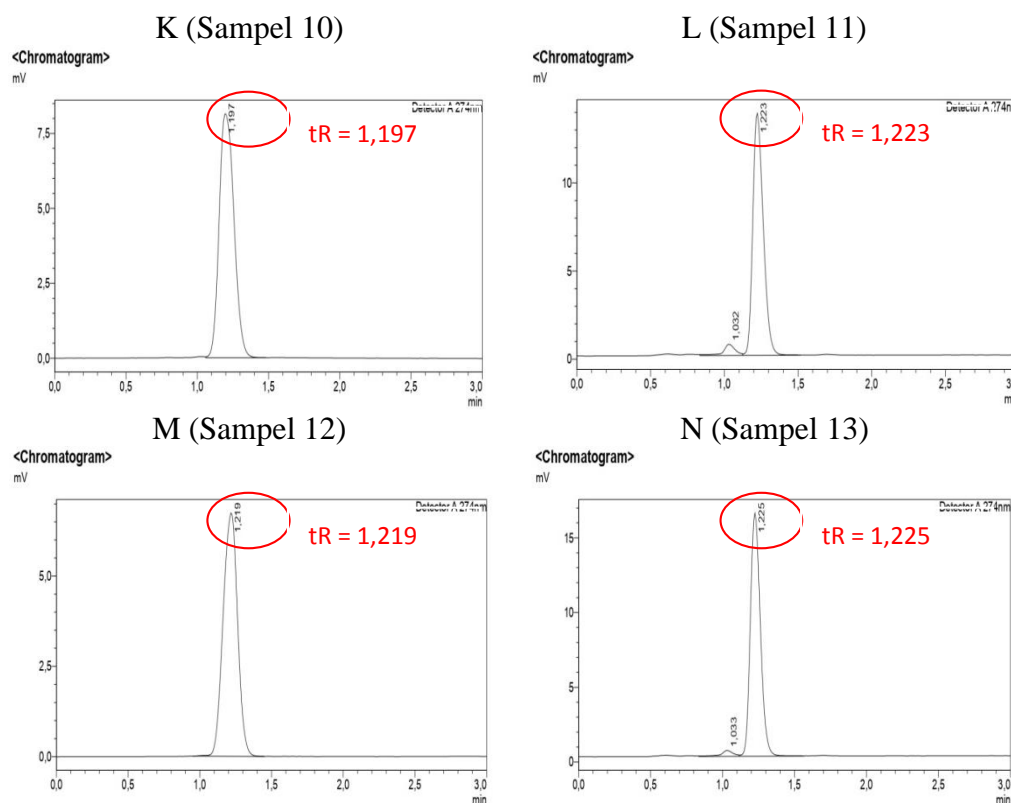 K (Sampel 10)
<Chromatogram>
mV
Detector A 274nm
1,197
tR = 1,197
7,5
5,0
2,5
0,0
0,0 0,5 1,0 1,5 2,0 2,5 3,0
min
L (Sampel 11)
<Chromatogram>
mV
Detector A 274nm
1,223
tR = 1,223
10
5
1,032
0
0,0 0,5 1,0 1,5 2,0 2,5 3,0
M (Sampel 12)
<Chromatogram>
mV
Detector A 274nm
1,219
tR = 1,219
5,0
2,5
0,0
0,0 0,5 1,0 1,5 2,0 2,5 3,0
min
N (Sampel 13)
<Chromatogram>
mV
Detector A 274nm
1,225
tR = 1,225
15
10
5
1,033
0
0,0 0,5 1,0 1,5 2,0 2,5 3,0